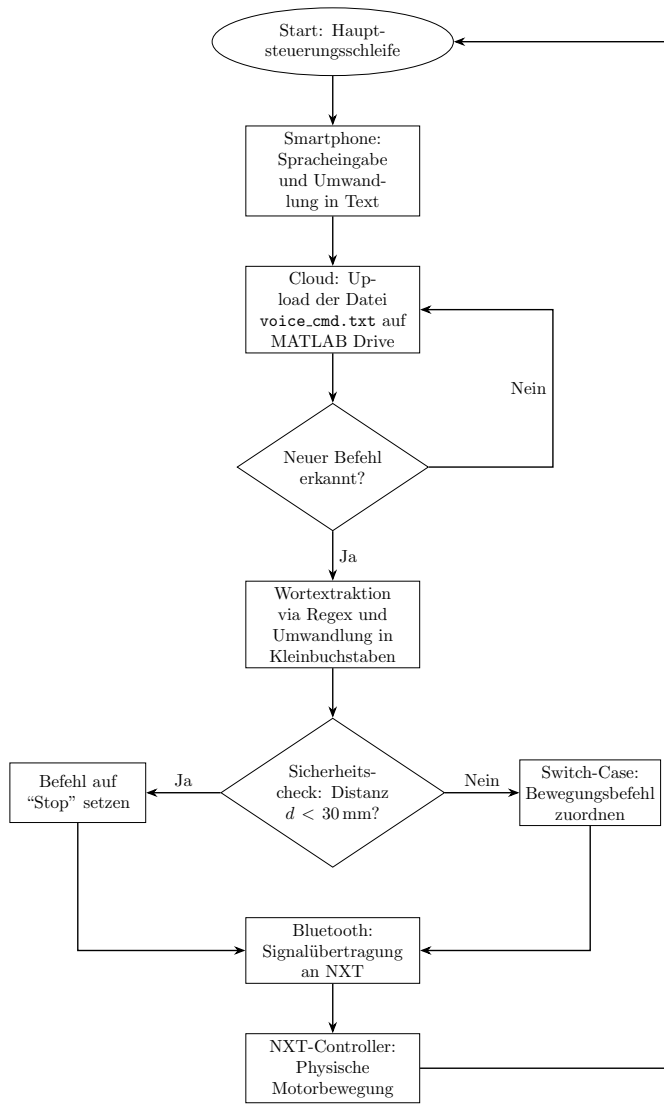 Start: Haupt-
steuerungsschleife
Smartphone:
Spracheingabe
und Umwand-
lung in Text
Cloud: Up-
load der Datei
voice_cmd.txt auf
MATLAB Drive
Nein
Neuer Befehl
erkannt?
Ja
Wortextraktion
via Regex und
Umwandlung in
Kleinbuchstaben
Befehl auf
“Stop” setzen
Ja
Sicherheits-
check: Distanz
d < 30 mm?
Nein
Switch-Case:
Bewegungsbefehl
zuordnen
Bluetooth:
Signalübertragung
an NXT
NXT-Controller:
Physische
Motorbewegung